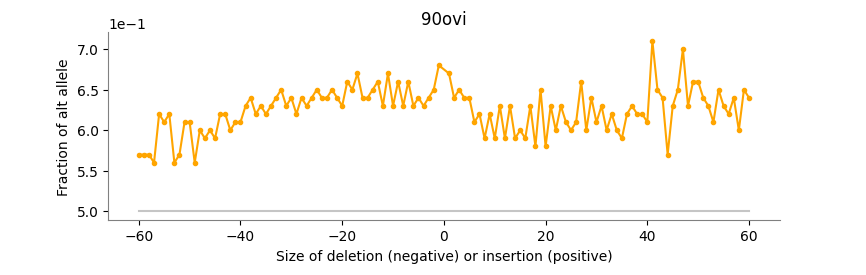 90ovi
1e−1
7.0
6.5
6.0
5.5
5.0
Fraction of alt allele
−60 −40 −20 0 20 40 60
Size of deletion (negative) or insertion (positive)